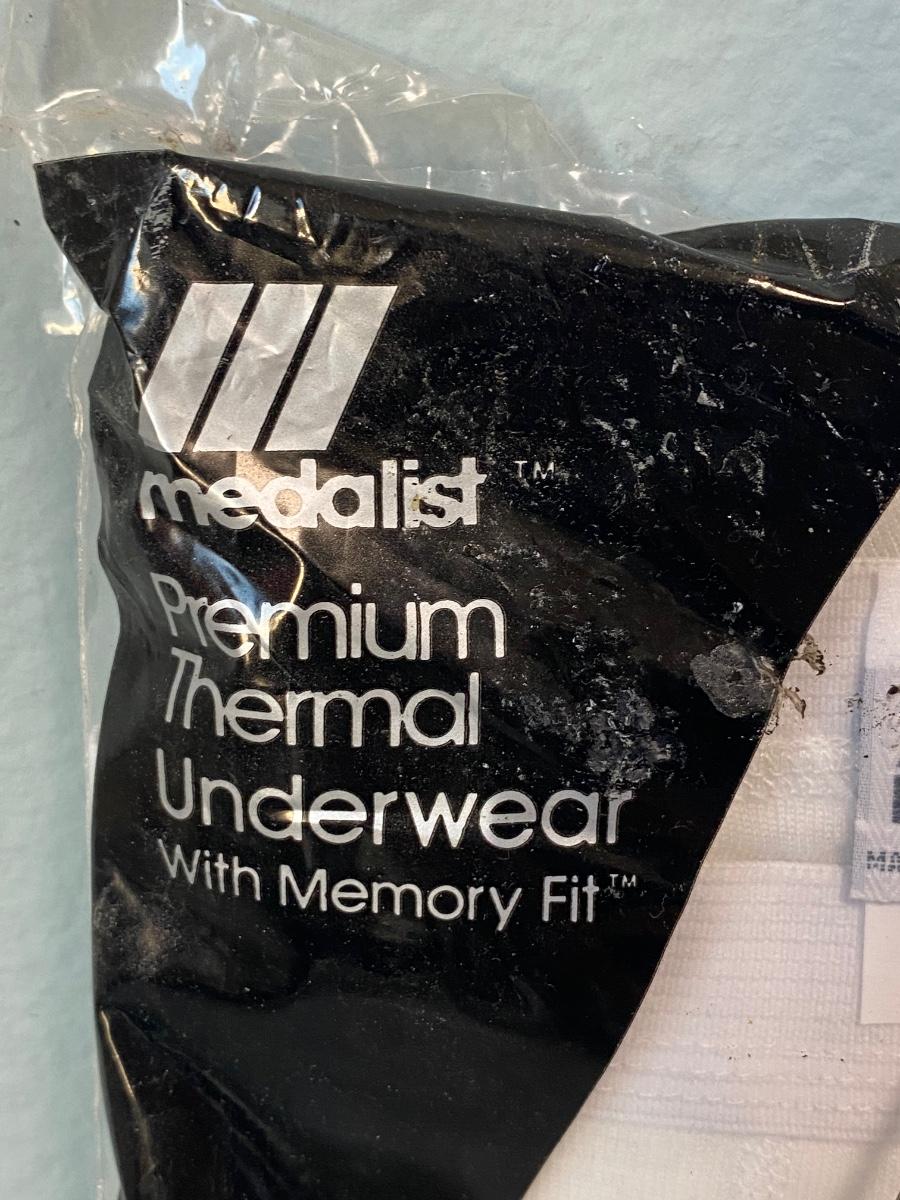 medalist™
Premium
Thermal
Underwear
With Memory Fit™